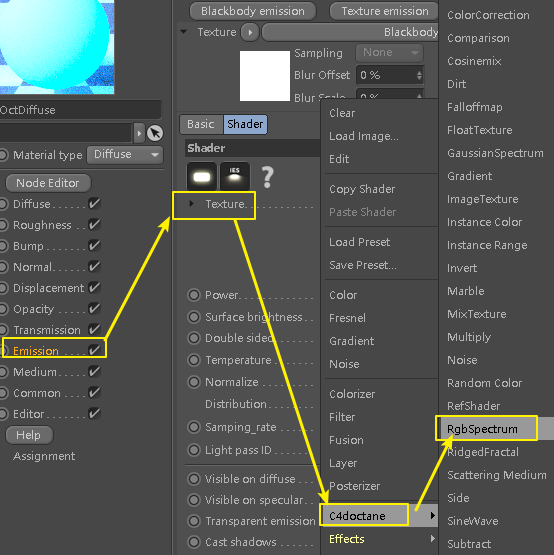 Blackbody emission
Texture emission
Texture
Blackbody
Sampling
None
Blur Offset
0 %
Blur Scale
0 %
OctDiffuse
Material type
Diffuse
Node Editor
Diffuse
Roughness
Bump
Normal
Displacement
Opacity
Transmission
Emission
Medium
Common
Editor
Help
Assignment
Basic
Shader
Shader
IES
?
Texture
Power
Surface brightness
Double sided
Temperature
Normalize
Distribution
Sampling_rate
Light pass ID
Visible on diffuse
Visible on specular
Transparent emission
Cast shadows
Clear
Load Image...
Edit
Copy Shader
Paste Shader
Load Preset
Save Preset...
Color
Fresnel
Gradient
Noise
Colorizer
Filter
Fusion
Layer
Posterizer
C4doctane
Effects
ColorCorrection
Comparison
Cosinemix
Dirt
Falloffmap
FloatTexture
GaussianSpectrum
Gradient
ImageTexture
Instance Color
Instance Range
Invert
Marble
MixTexture
Multiply
Noise
Random Color
RefShader
RgbSpectrum
RidgedFractal
Scattering Medium
Side
SineWave
Subtract